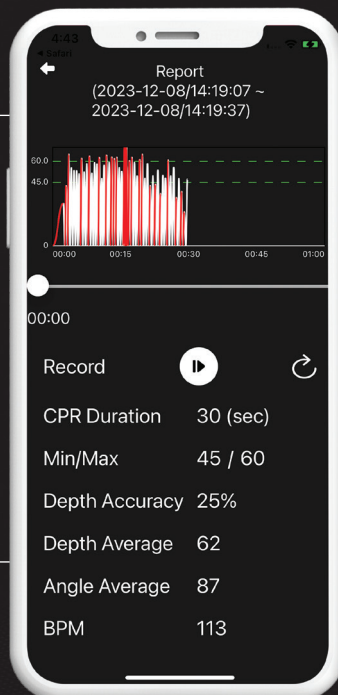 4:43
◂ Safari
Report
(2023-12-08/14:19:07 ~
2023-12-08/14:19:37)
60.0
45.0
0
00:00 00:15 00:30 00:45 01:00
00:00
Record
CPR Duration 30 (sec)
Min/Max 45 / 60
Depth Accuracy 25%
Depth Average 62
Angle Average 87
BPM 113